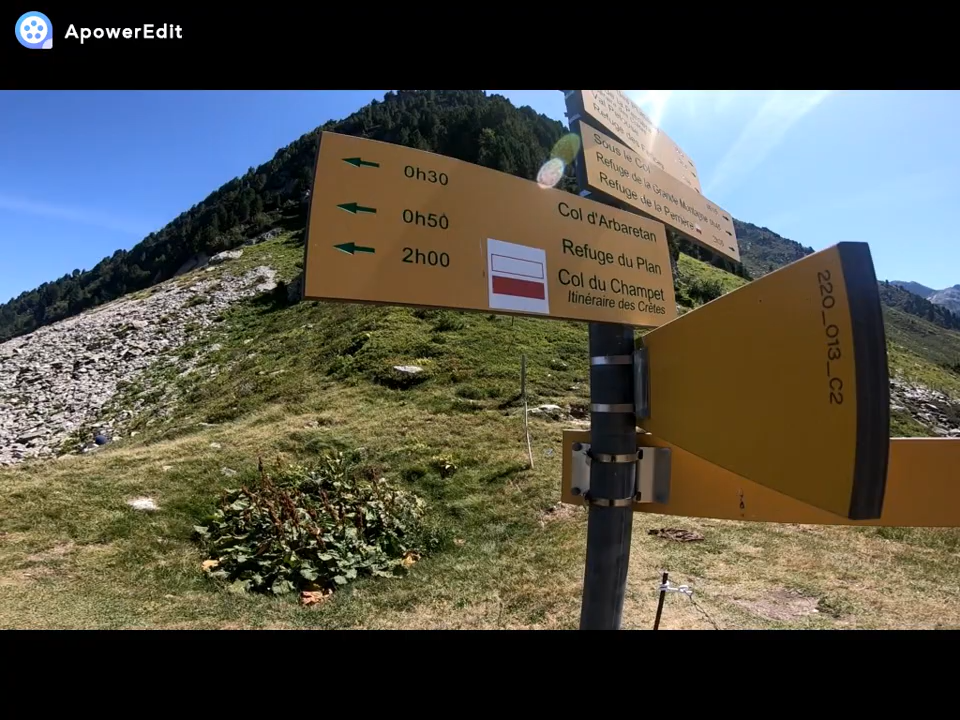 ApowerEdit
Sous le Col
Refuge de la Grande Montagne
Refuge de la Perrière
0h30 Col d'Arbaretan
0h50 Refuge du Plan
2h00 Col du Champet
Itinéraire des Crêtes
220_013_C2